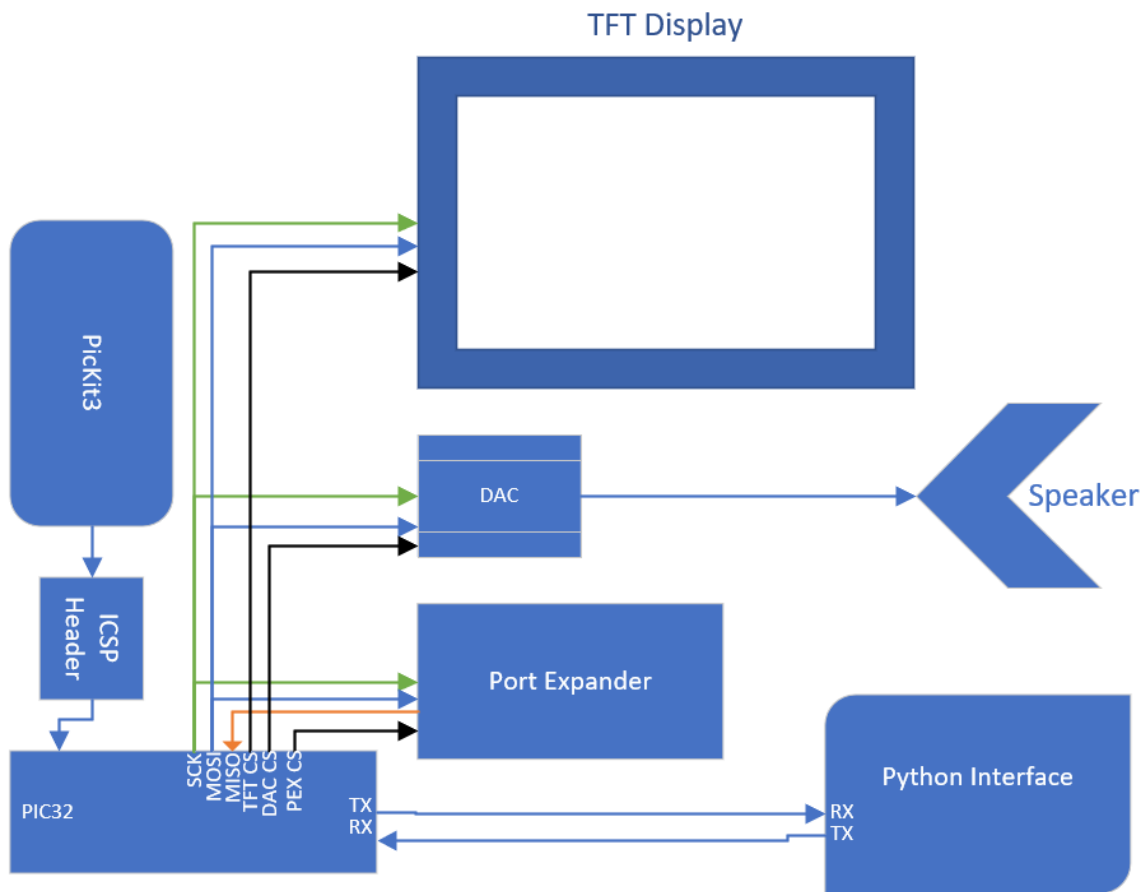 TFT Display
PicKit3
DAC
Speaker
ICSP
Header
Port Expander
SCK
MOSI
MISO
TFT CS
DAC CS
PEX CS
PIC32
TX
RX
Python Interface
RX
TX